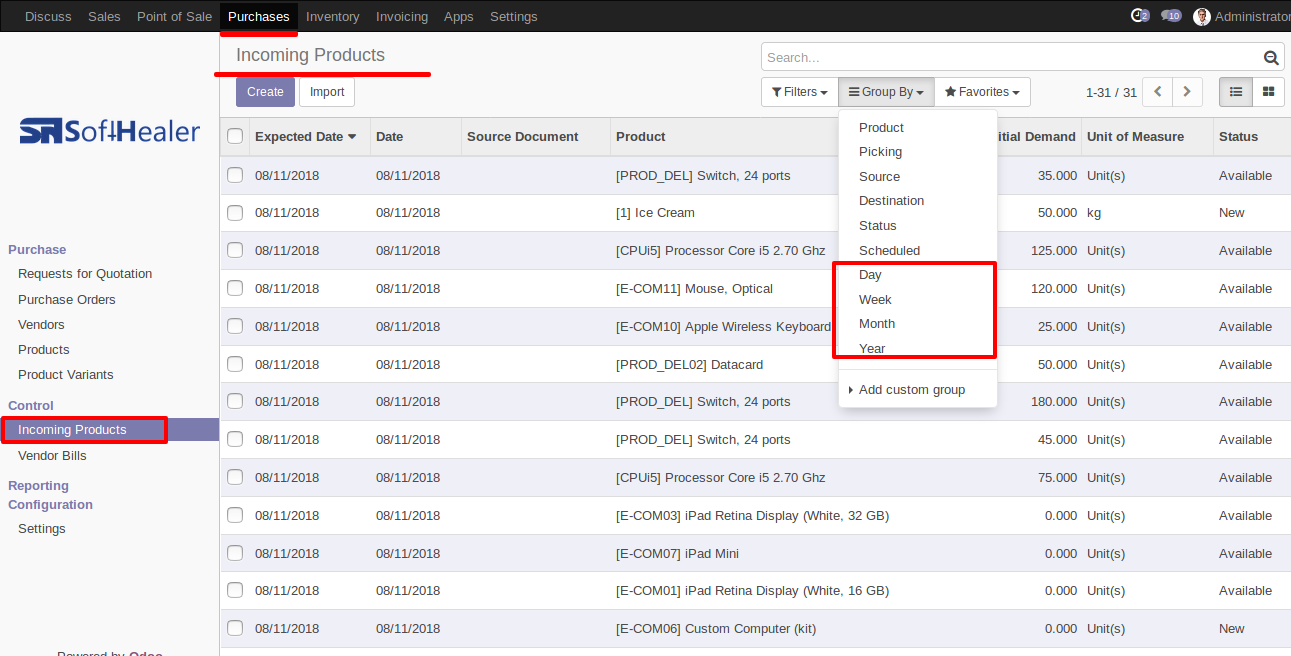 Discuss Sales Point of Sale Purchases Inventory Invoicing Apps Settings 2 10 Administrator
Incoming Products
Search...
Create Import
Filters Group By Favorites 1-31 / 31
SoftHealer
Purchase
Requests for Quotation
Purchase Orders
Vendors
Products
Product Variants
Control
Incoming Products
Vendor Bills
Reporting
Configuration
Settings
Powered by Odoo
Product
Picking
Source
Destination
Status
Scheduled
Day
Week
Month
Year
Add custom group
Expected Date Date Source Document Product itial Demand Unit of Measure Status
08/11/2018 08/11/2018 [PROD_DEL] Switch, 24 ports 35.000 Unit(s) Available
08/11/2018 08/11/2018 [1] Ice Cream 50.000 kg New
08/11/2018 08/11/2018 [CPUi5] Processor Core i5 2.70 Ghz 125.000 Unit(s) Available
08/11/2018 08/11/2018 [E-COM11] Mouse, Optical 120.000 Unit(s) Available
08/11/2018 08/11/2018 [E-COM10] Apple Wireless Keyboard 25.000 Unit(s) Available
08/11/2018 08/11/2018 [PROD_DEL02] Datacard 50.000 Unit(s) Available
08/11/2018 08/11/2018 [PROD_DEL] Switch, 24 ports 180.000 Unit(s) Available
08/11/2018 08/11/2018 [PROD_DEL] Switch, 24 ports 45.000 Unit(s) Available
08/11/2018 08/11/2018 [CPUi5] Processor Core i5 2.70 Ghz 75.000 Unit(s) Available
08/11/2018 08/11/2018 [E-COM03] iPad Retina Display (White, 32 GB) 0.000 Unit(s) Available
08/11/2018 08/11/2018 [E-COM07] iPad Mini 0.000 Unit(s) Available
08/11/2018 08/11/2018 [E-COM01] iPad Retina Display (White, 16 GB) 0.000 Unit(s) Available
08/11/2018 08/11/2018 [E-COM06] Custom Computer (kit) 0.000 Unit(s) New